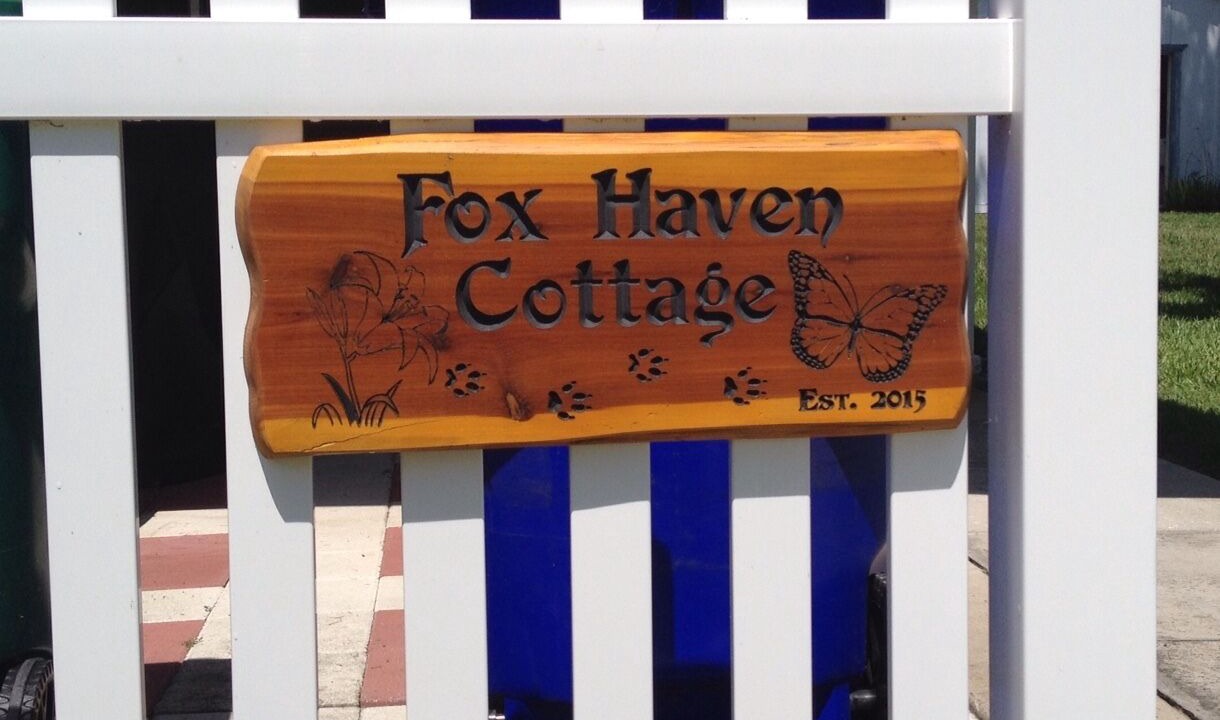 Fox Haven
Cottage
Est. 2015